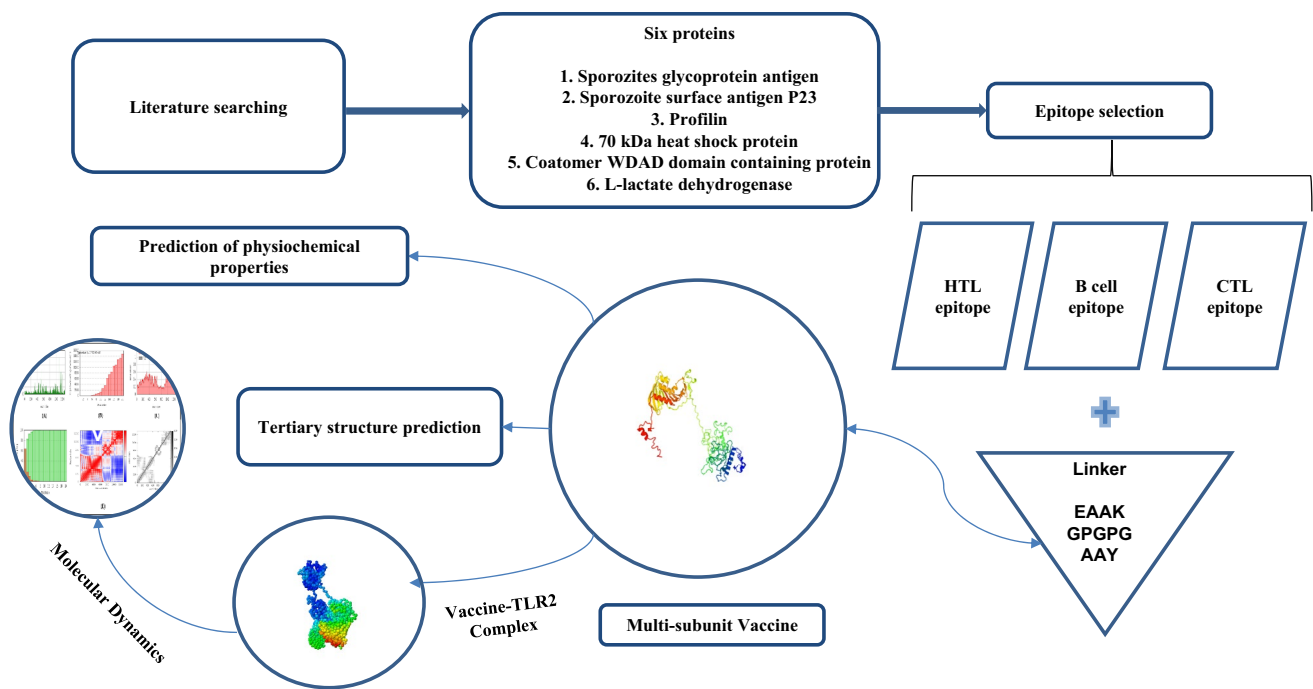 Literature searching
Six proteins
1. Sporozites glycoprotein antigen
2. Sporozoite surface antigen P23
3. Profilin
4. 70 kDa heat shock protein
5. Coatomer WDAD domain containing protein
6. L-lactate dehydrogenase
Epitope selection
HTL
epitope
B cell
epitope
CTL
epitope
Linker
EAAK
GPGPG
AAY
Prediction of physiochemical
properties
Tertiary structure prediction
Vaccine-TLR2
Complex
Multi-subunit Vaccine
Molecular Dynamics